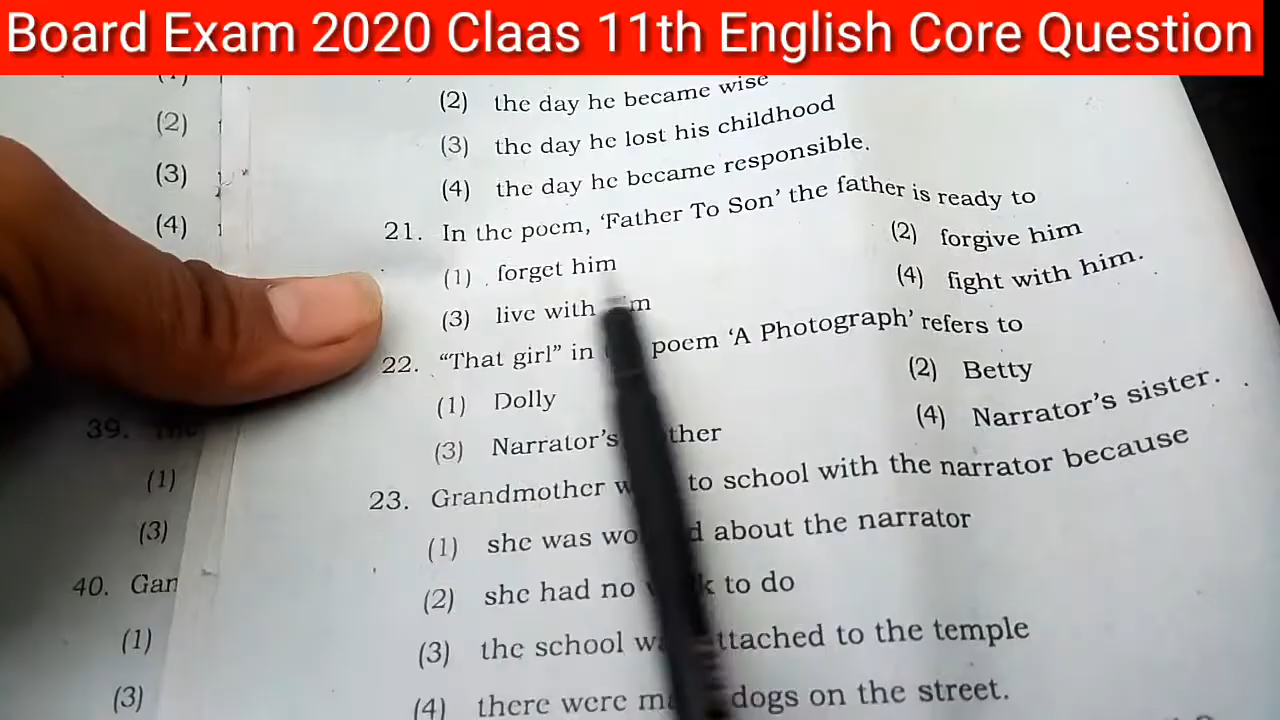 Board Exam 2020 Claas 11th English Core Question
(2) the day he became wise
(2)
(3) the day he lost his childhood
(3)
(4) the day he became responsible.
(4)
21. In the poem, ‘Father To Son’ the father is ready to
(1) forget him (2) forgive him
(3) live with (4) fight with him.
22. “That girl” in poem ‘A Photograph’ refers to
(1) Dolly (2) Betty
39.
(3) Narrator's (4) Narrator's sister.
(1)
23. Grandmother to school with the narrator because
(3)
(1) she was about the narrator
40. Gan
(2) she had no to do
(1)
(3) the school attached to the temple
(3)
(4) there were dogs on the street.